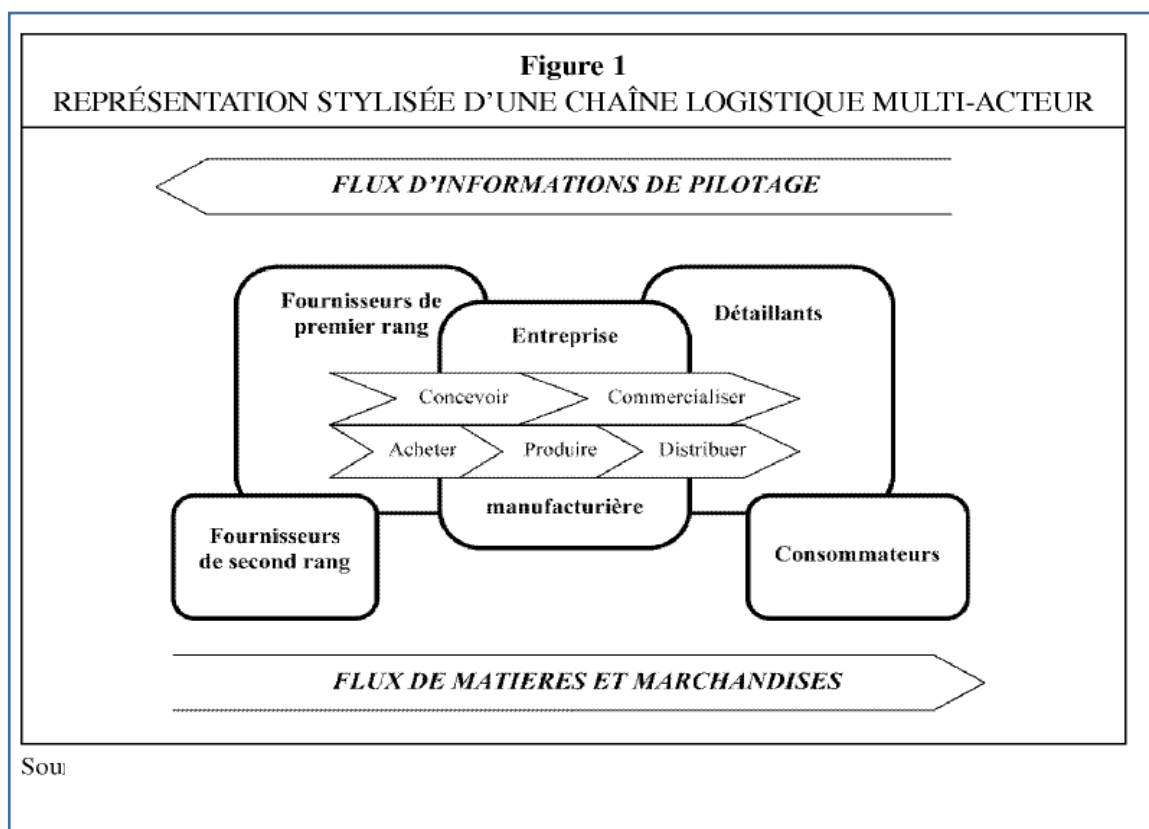 Figure 1
REPRÉSENTATION STYLISÉE D'UNE CHAÎNE LOGISTIQUE MULTI-ACTEUR
FLUX D'INFORMATIONS DE PILOTAGE
Fournisseurs de
premier rang
Entreprise
Détaillants
Concevoir
Commercialiser
Acheter
Produire
Distribuer
manufacturière
Fournisseurs
de second rang
Consommateurs
FLUX DE MATIERES ET MARCHANDISES